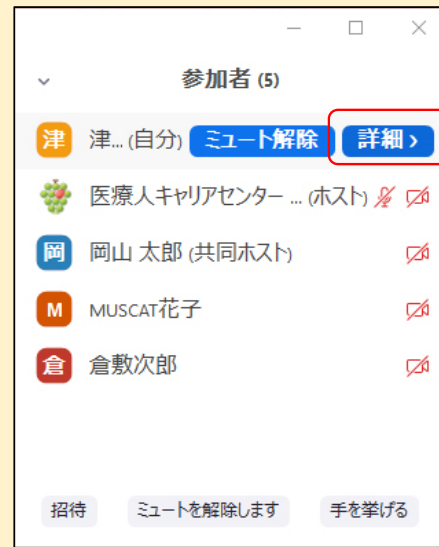 参加者 (5)
津 津... (自分) ミュート解除 詳細 ›
医療人キャリアセンター ... (ホスト)
岡 岡山 太郎 (共同ホスト)
M MUSCAT花子
倉 倉敷次郎
招待 ミュートを解除します 手を挙げる